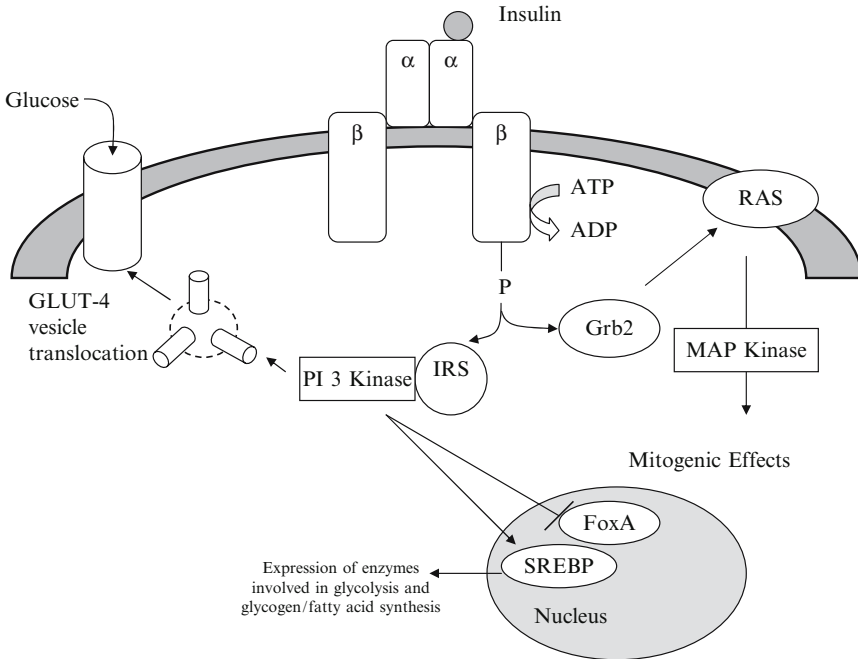 Insulin
α
α
Glucose
β
β
ATP
RAS
ADP
P
GLUT-4
vesicle
translocation
Grb2
MAP Kinase
PI 3 Kinase
IRS
Mitogenic Effects
FoxA
SREBP
Expression of enzymes
involved in glycolysis and
glycogen/fatty acid synthesis
Nucleus